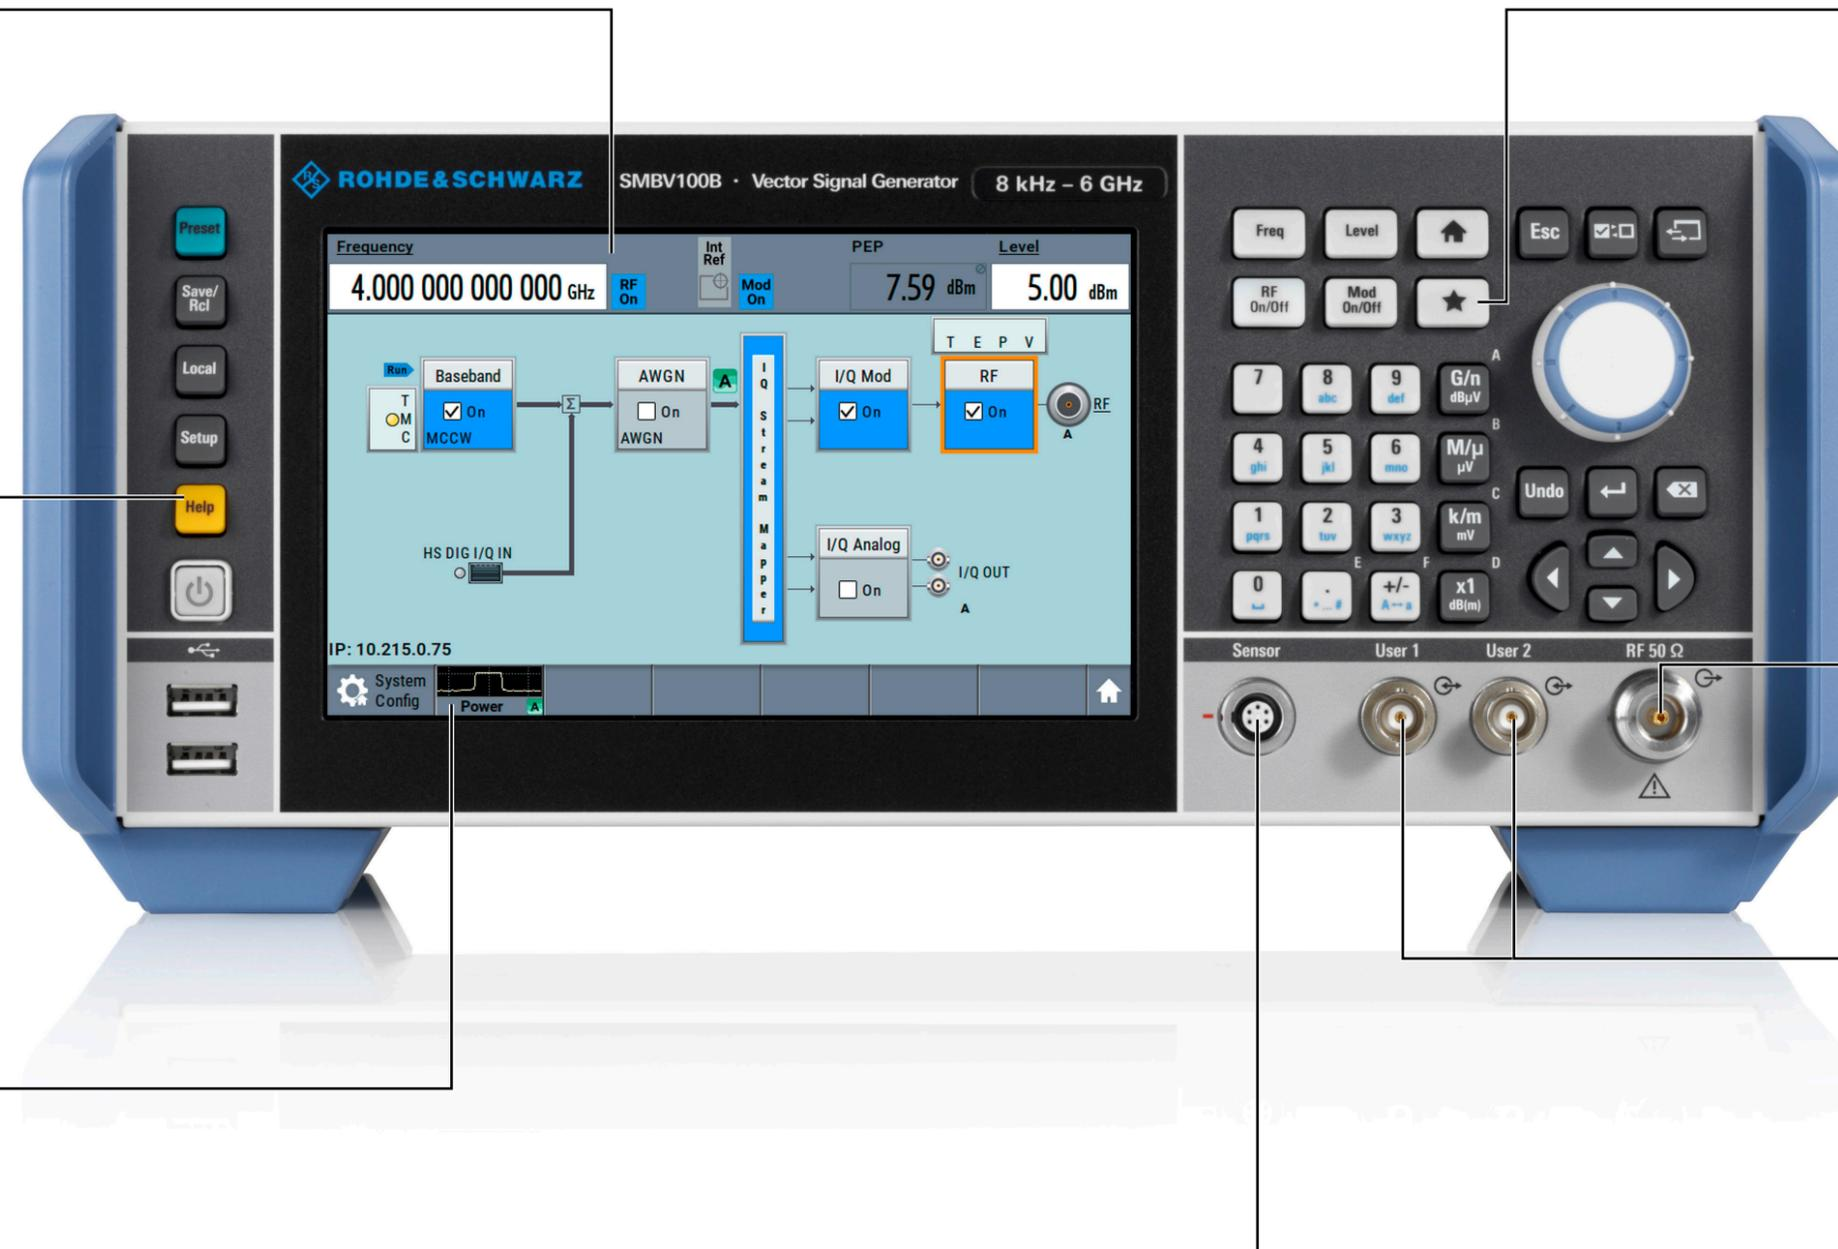 ROHDE&SCHWARZ
SMBV100B · Vector Signal Generator
8 kHz – 6 GHz
Preset
Save/
Rcl
Local
Setup
Help
Frequency
4.000 000 000 000 GHz
RF
On
Int
Ref
Mod
On
PEP
7.59 dBm
Level
5.00 dBm
Run
T
M
C
Baseband
On
MCCW
Σ
AWGN
On
AWGN
A
IQ Stream Mapper
I/Q Mod
On
T E P V
RF
On
RF
A
HS DIG I/Q IN
I/Q Analog
On
I/Q OUT
A
IP: 10.215.0.75
System
Config
Power A
Freq
Level
Esc
RF
On/Off
Mod
On/Off
7
8
abc
9
def
G/n
dBµV
A
4
ghi
5
jkl
6
mno
M/µ
µV
B
1
pqrs
2
tuv
3
wxyz
k/m
mV
C
0
.
*...#
E
+/-
A↔a
F
x1
dB(m)
D
Undo
Sensor
User 1
User 2
RF 50 Ω